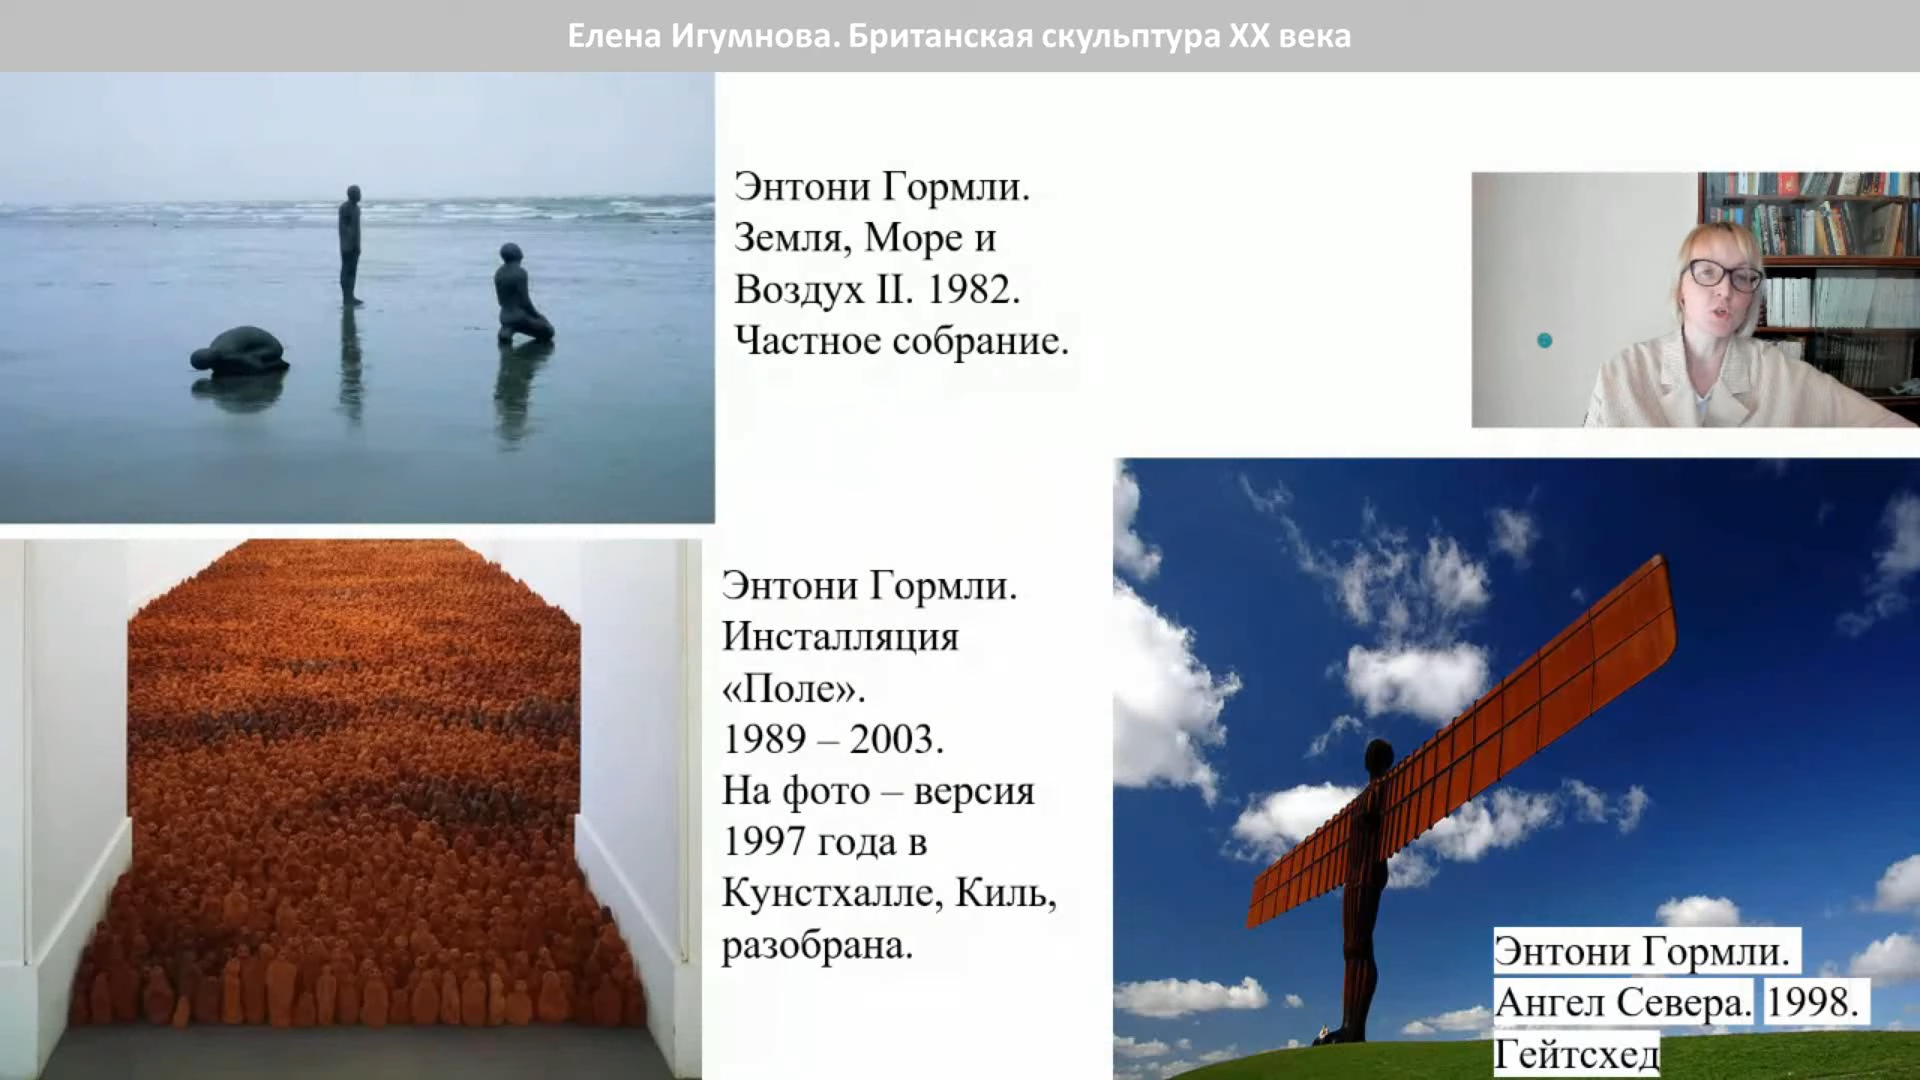 Елена Игумнова. Британская скульптура XX века
Энтони Гормли.
Земля, Море и
Воздух II. 1982.
Частное собрание.
Энтони Гормли.
Инсталляция
«Поле».
1989 – 2003.
На фото – версия
1997 года в
Кунстхалле, Киль,
разобрана.
Энтони Гормли.
Ангел Севера. 1998.
Гейтсхед